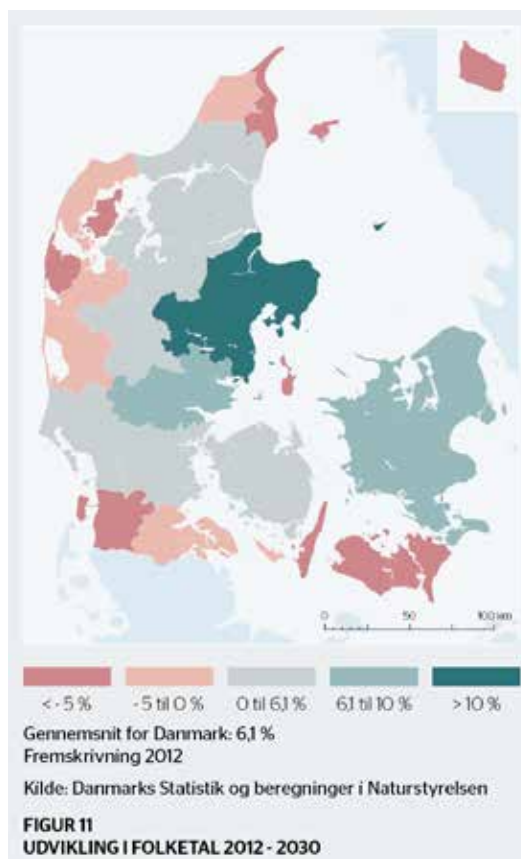 0 50 100 km
< - 5 % - 5 til 0 % 0 til 6,1 % 6,1 til 10 % > 10 %
Gennemsnit for Danmark: 6,1 %
Fremskrivning 2012
Kilde: Danmarks Statistik og beregninger i Naturstyrelsen
FIGUR 11
UDVIKLING I FOLKETAL 2012 - 2030